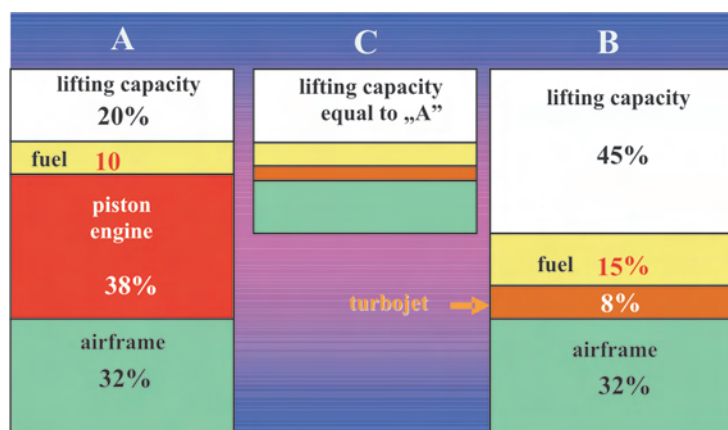 A
C
B
lifting capacity
20%
fuel 10
piston
engine
38%
airframe
32%
lifting capacity
equal to „A”
lifting capacity
45%
fuel 15%
turbojet
8%
airframe
32%